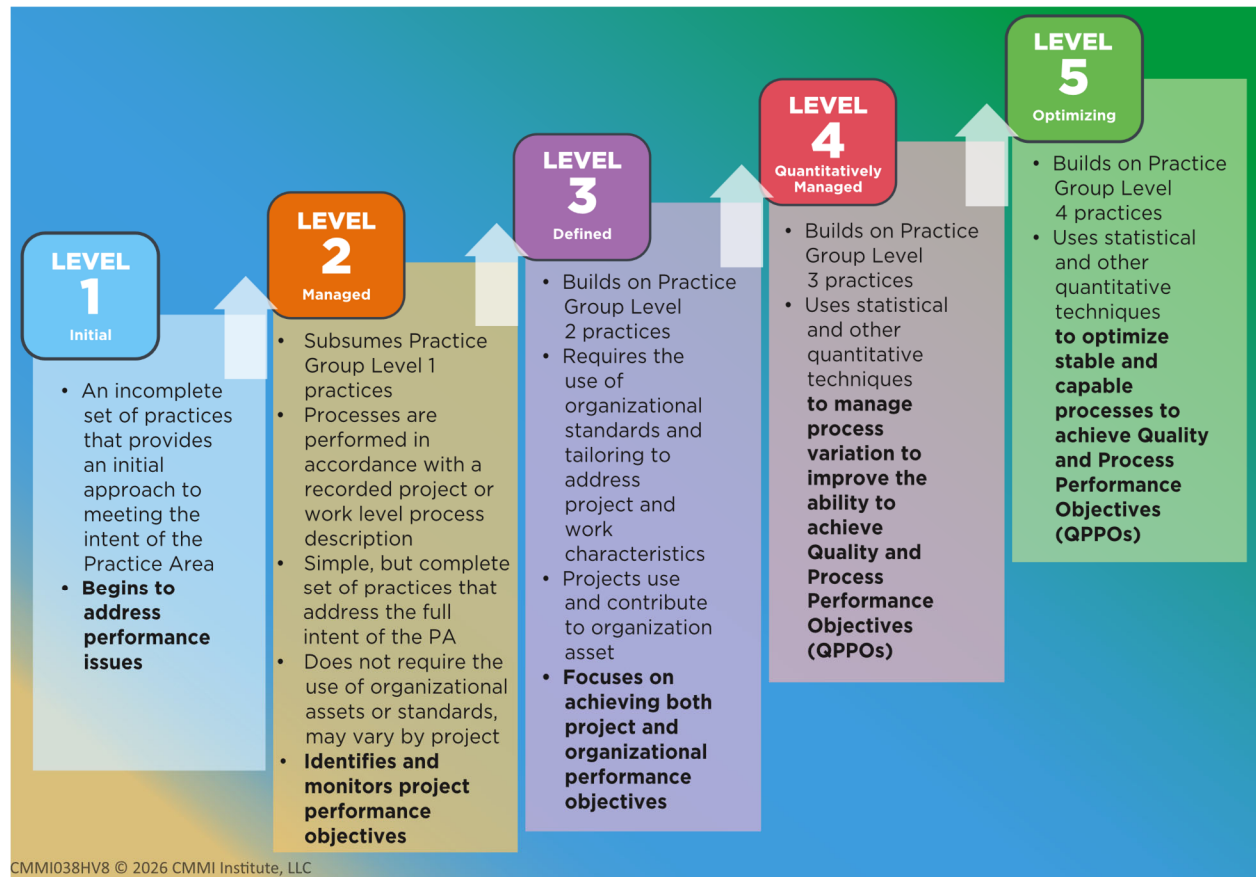 LEVEL
1
Initial
• An incomplete
set of practices
that provides
an initial
approach to
meeting the
intent of the
Practice Area
• Begins to
address
performance
issues
LEVEL
2
Managed
• Subsumes Practice
Group Level 1
practices
• Processes are
performed in
accordance with a
recorded project or
work level process
description
• Simple, but complete
set of practices that
address the full
intent of the PA
• Does not require the
use of organizational
assets or standards,
may vary by project
• Identifies and
monitors project
performance
objectives
LEVEL
3
Defined
• Builds on Practice
Group Level
2 practices
• Requires the
use of
organizational
standards and
tailoring to
address
project and
work
characteristics
• Projects use
and contribute
to organization
asset
• Focuses on
achieving both
project and
organizational
performance
objectives
LEVEL
4
Quantitatively
Managed
• Builds on Practice
Group Level
3 practices
• Uses statistical
and other
quantitative
techniques
to manage
process
variation to
improve the
ability to
achieve
Quality and
Process
Performance
Objectives
(QPPOs)
LEVEL
5
Optimizing
• Builds on Practice
Group Level
4 practices
• Uses statistical
and other
quantitative
techniques
to optimize
stable and
capable
processes to
achieve Quality
and Process
Performance
Objectives
(QPPOs)
CMMI038HV8 © 2026 CMMI Institute, LLC